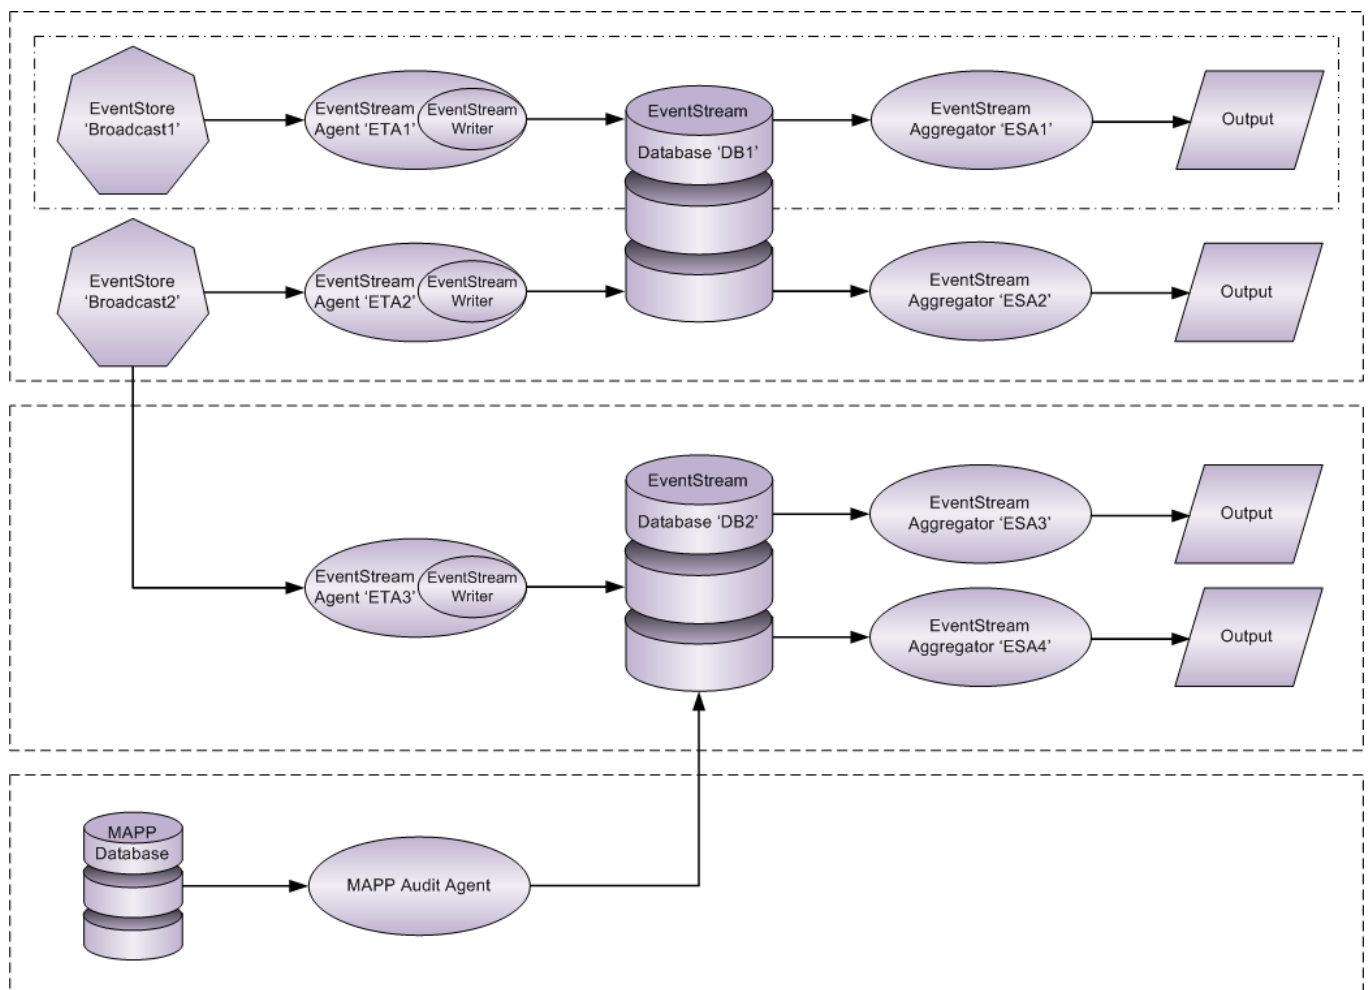 EventStore
'Broadcast1'
EventStream
Agent 'ETA1'
EventStream
Writer
EventStream
Database 'DB1'
EventStream
Aggregator 'ESA1'
Output
EventStore
'Broadcast2'
EventStream
Agent 'ETA2'
EventStream
Writer
EventStream
Aggregator 'ESA2'
Output
EventStream
Agent 'ETA3'
EventStream
Writer
EventStream
Database 'DB2'
EventStream
Aggregator 'ESA3'
Output
EventStream
Aggregator 'ESA4'
Output
MAPP
Database
MAPP Audit Agent